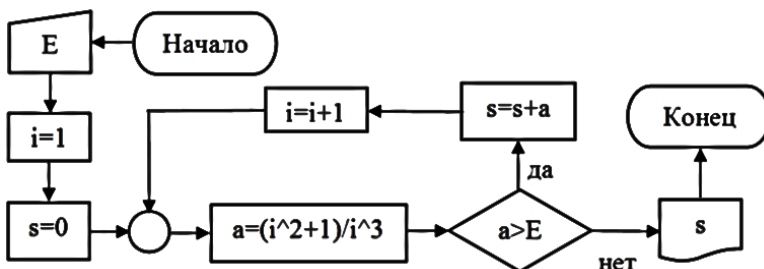 Начало
E
i=1
s=0
a=(i^2+1)/i^3
a>E
да
s=s+a
i=i+1
нет
s
Конец